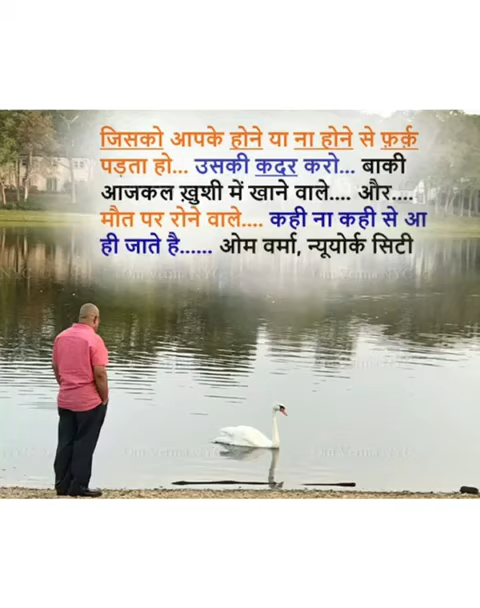 जिसको आपके होने या ना होने से फ़र्क़
पड़ता हो... उसकी कदर करो... बाकी
आजकल ख़ुशी में खाने वाले.... और....
मौत पर रोने वाले.... कही ना कही से आ
ही जाते है...... ओम वर्मा, न्यूयोर्क सिटी